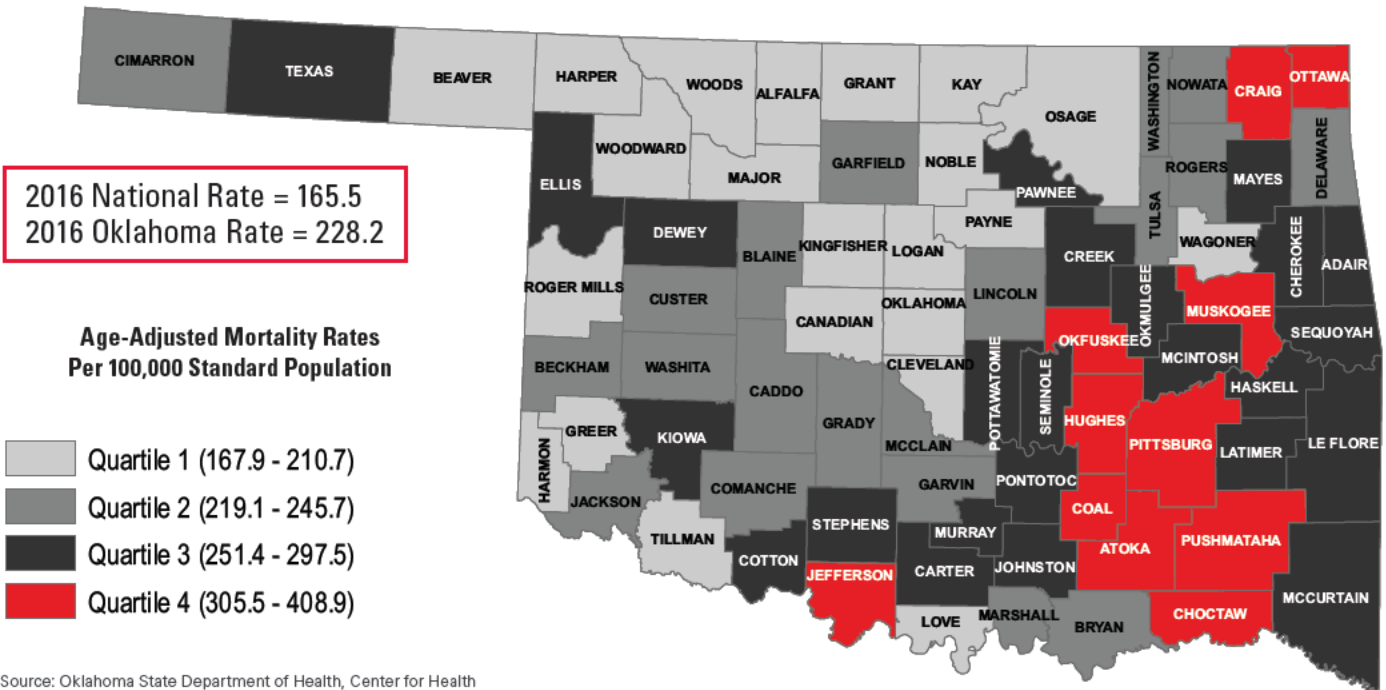 CIMARRON
TEXAS
BEAVER
HARPER
WOODS
ALFALFA
GRANT
KAY
OSAGE
WASHINGTON
NOWATA
CRAIG
OTTAWA
WOODWARD
MAJOR
GARFIELD
NOBLE
PAWNEE
ROGERS
MAYES
DELAWARE
2016 National Rate = 165.5
2016 Oklahoma Rate = 228.2
ELLIS
DEWEY
BLAINE
KINGFISHER
LOGAN
PAYNE
CREEK
TULSA
WAGONER
CHEROKEE
ADAIR
ROGER MILLS
CUSTER
CANADIAN
OKLAHOMA
LINCOLN
OKMULGEE
MUSKOGEE
SEQUOYAH
Age-Adjusted Mortality Rates
Per 100,000 Standard Population
BECKHAM
WASHITA
CADDO
CLEVELAND
POTTAWATOMIE
SEMINOLE
OKFUSKEE
MCINTOSH
HASKELL
HARMON
GREER
KIOWA
GRADY
MCCLAIN
HUGHES
PITTSBURG
LATIMER
LE FLORE
Quartile 1 (167.9 - 210.7)
Quartile 2 (219.1 - 245.7)
Quartile 3 (251.4 - 297.5)
Quartile 4 (305.5 - 408.9)
JACKSON
COMANCHE
GARVIN
PONTOTOC
TILLMAN
COTTON
STEPHENS
MURRAY
COAL
ATOKA
PUSHMATAHA
JEFFERSON
CARTER
JOHNSTON
MCCURTAIN
LOVE
MARSHALL
BRYAN
CHOCTAW
Source: Oklahoma State Department of Health, Center for Health